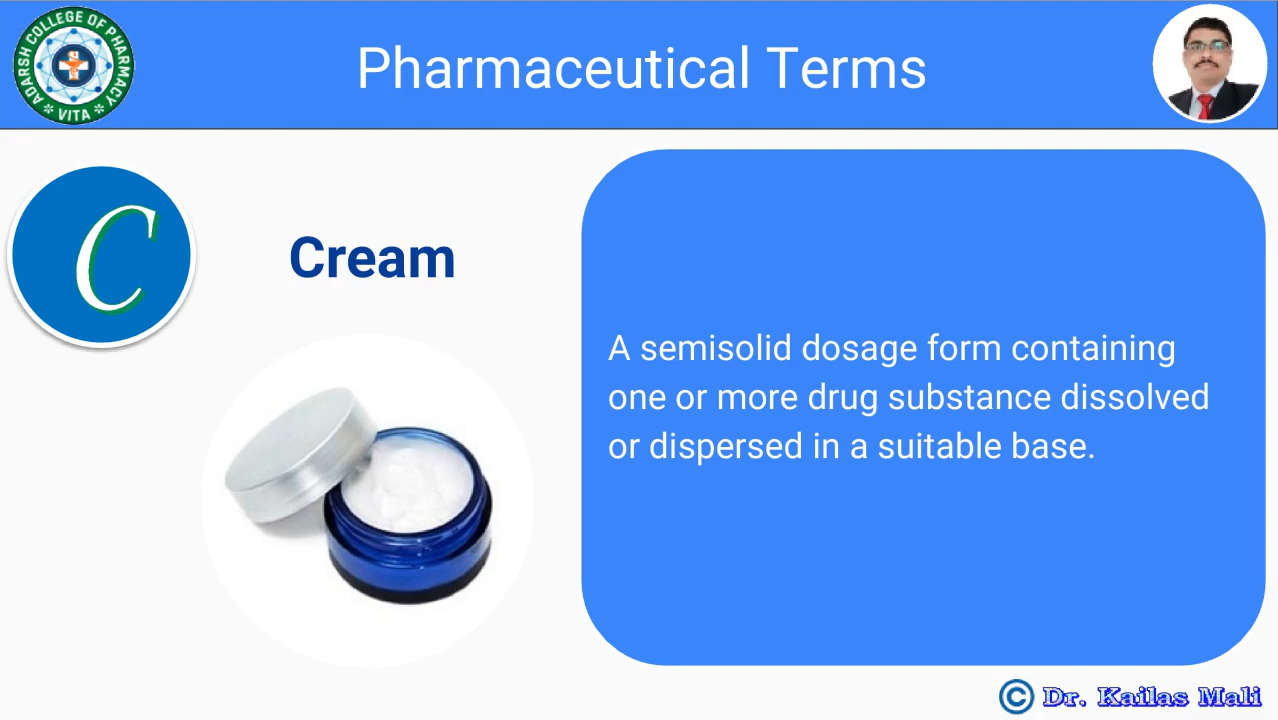 ADARSH COLLEGE OF PHARMACY
VITA
Pharmaceutical Terms
C
Cream
A semisolid dosage form containing
one or more drug substance dissolved
or dispersed in a suitable base.
© Dr. Kailas Mali